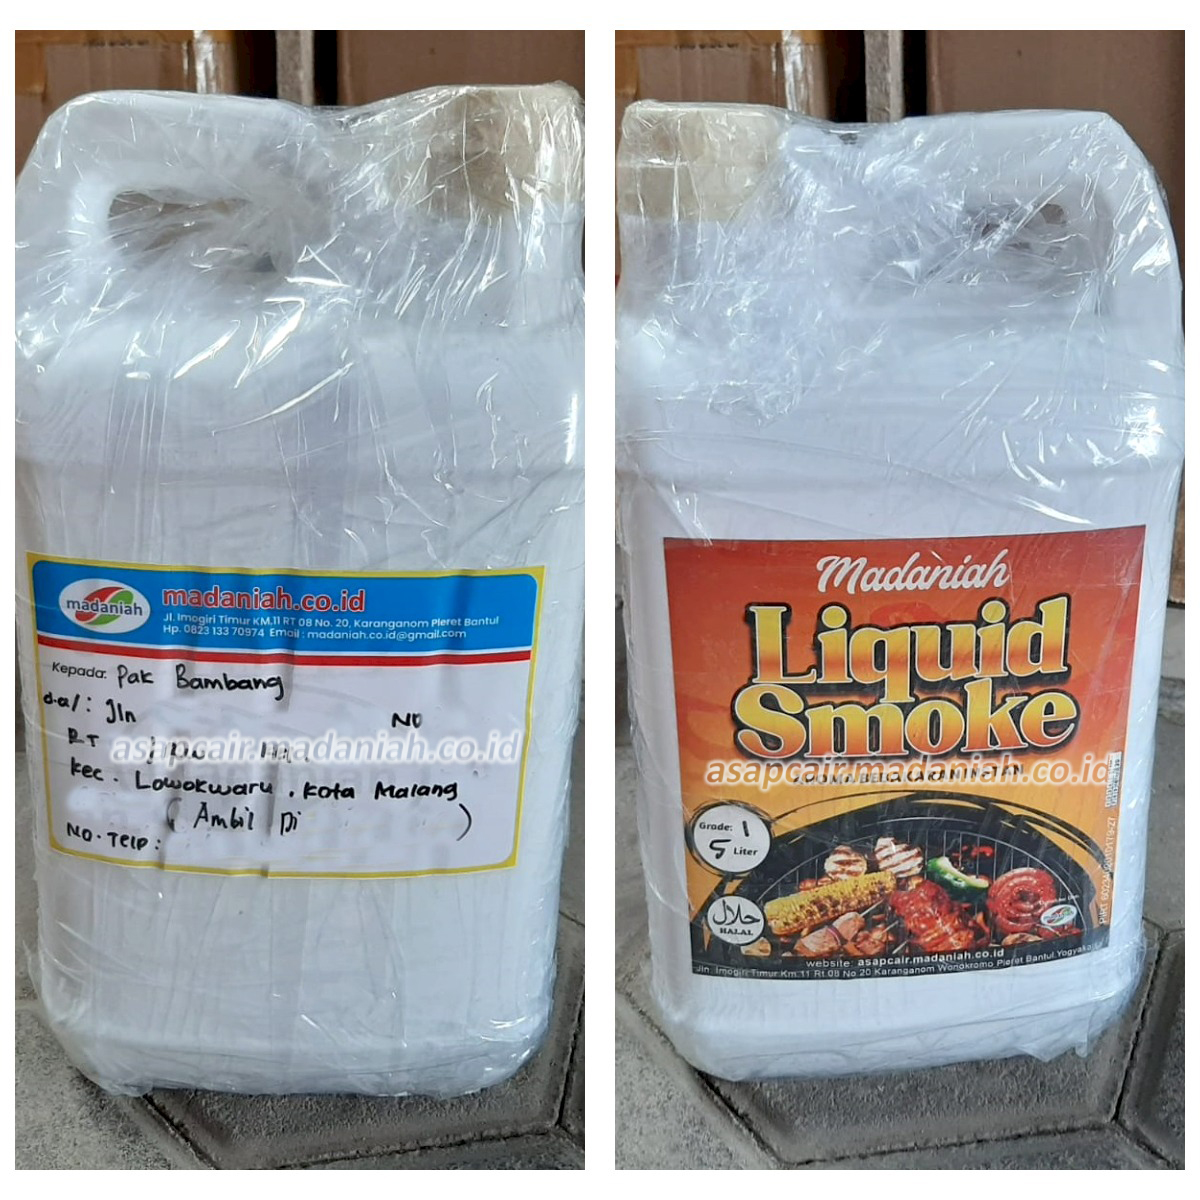 madaniah
madaniah.co.id
Jl. Imogiri Timur KM.11 RT 08 No. 20, Karanganom Pleret Bantul
Hp. 0823 133 70974 Email : madaniah.co.id@gmail.com
Kepada: Pak Bambang
d.a/: Jln NO
RT
asapcair.madaniah.co.id
Kec. Lowokwaru, Kota Malang
(Ambil Di )
NO. Telp:
Madaniah
Liquid
Smoke
asapcair.madaniah.co.id
Grade: 1
5 Liter
حلال
HALAL
website: asapcair.madaniah.co.id
Jln. Imogiri Timur Km.11 Rt 08 No 20 Karanganom Wonokromo Pleret Bantul Yogyakarta